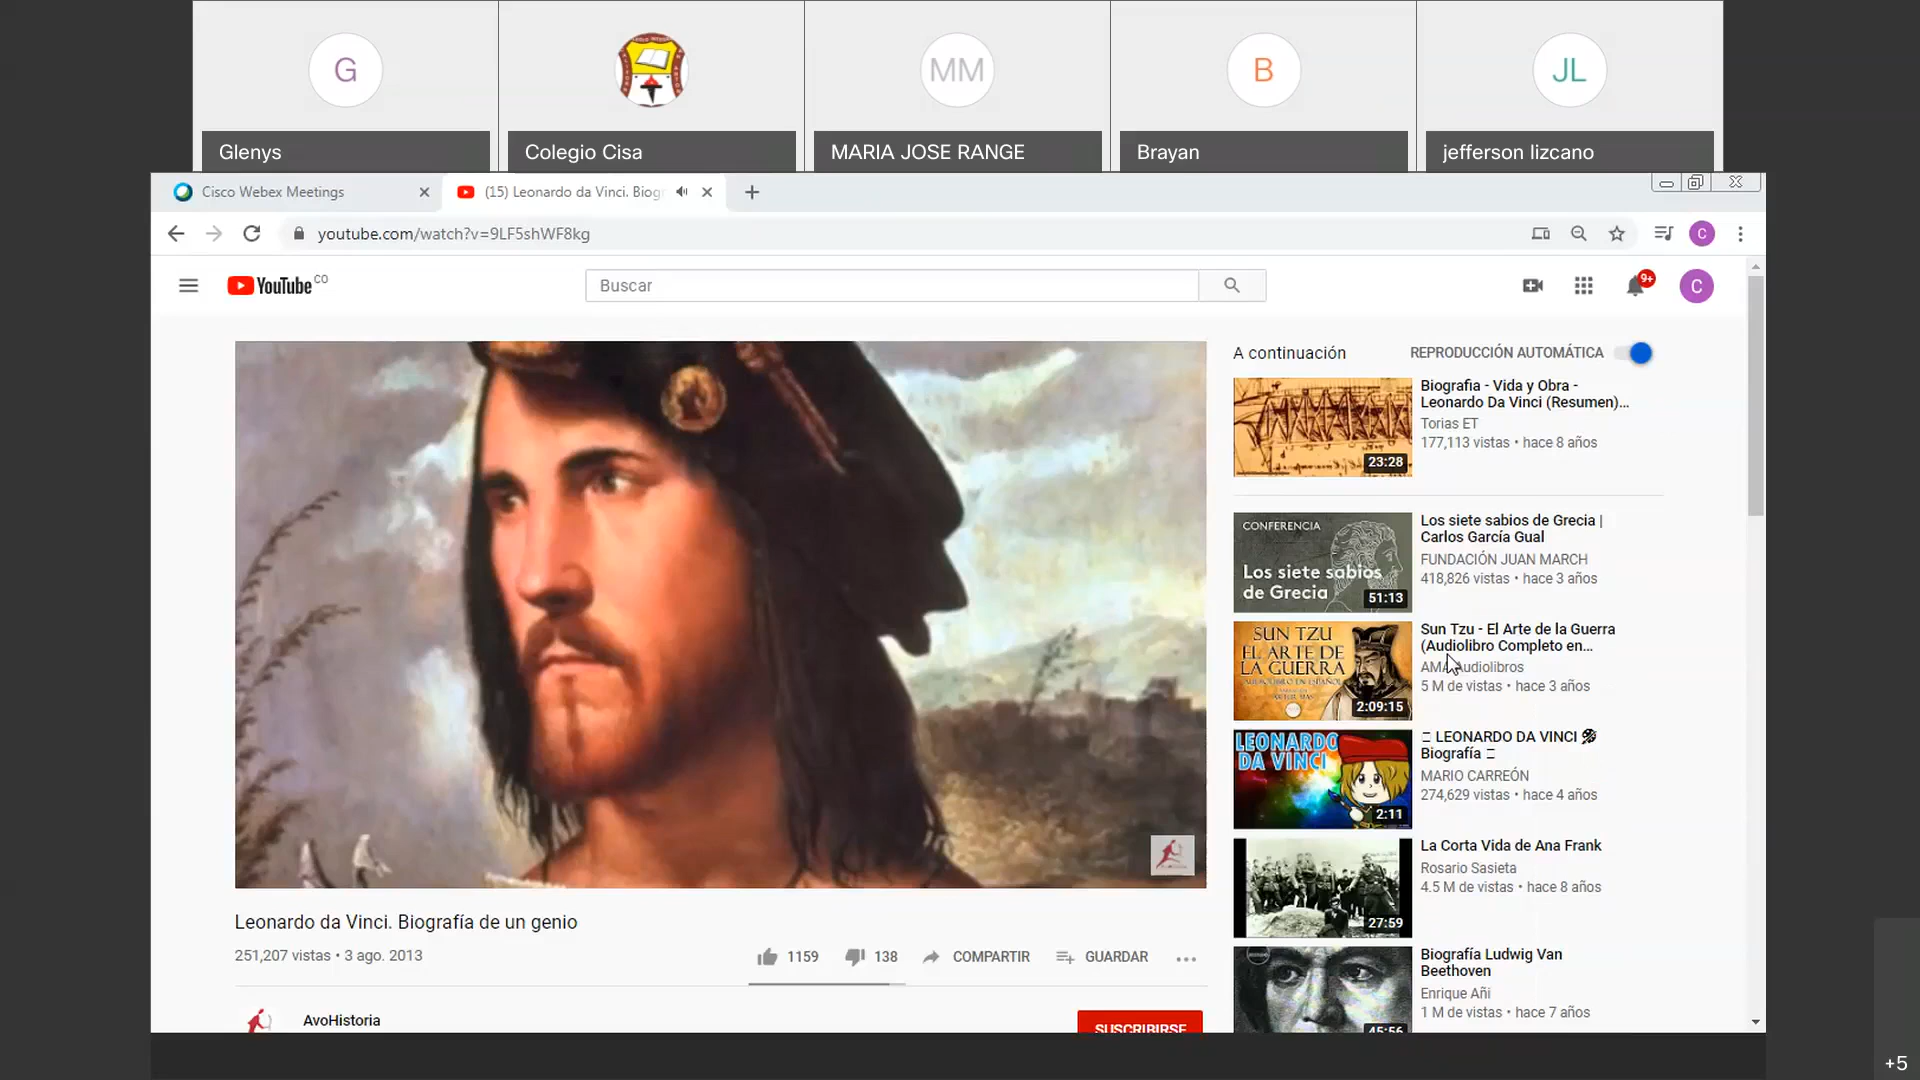 G
MM
B
JL
Glenys
Colegio Cisa
MARIA JOSE RANGE
Brayan
jefferson lizcano
Cisco Webex Meetings
(15) Leonardo da Vinci. Biogr
youtube.com/watch?v=9LF5shWF8kg
C
YouTube CO
Buscar
9+
C
A continuación
REPRODUCCIÓN AUTOMÁTICA
23:28
Biografia - Vida y Obra -
Leonardo Da Vinci (Resumen)...
Torias ET
177,113 vistas • hace 8 años
CONFERENCIA
Los siete sabios
de Grecia
51:13
Los siete sabios de Grecia |
Carlos García Gual
FUNDACIÓN JUAN MARCH
418,826 vistas • hace 3 años
SUN TZU
EL ARTE DE
LA GUERRA
AUDIOLIBRO EN ESPAÑOL
2:09:15
Sun Tzu - El Arte de la Guerra
(Audiolibro Completo en...
AMA Audiolibros
5 M de vistas • hace 3 años
LEONARDO
DA VINCI
2:11
LEONARDO DA VINCI
Biografía
MARIO CARREÓN
274,629 vistas • hace 4 años
27:59
La Corta Vida de Ana Frank
Rosario Sasieta
4.5 M de vistas • hace 8 años
45:56
Biografía Ludwig Van
Beethoven
Enrique Añi
1 M de vistas • hace 7 años
Leonardo da Vinci. Biografía de un genio
251,207 vistas • 3 ago. 2013
1159
138
COMPARTIR
GUARDAR
AvoHistoria
SUSCRIBIRSE
+5